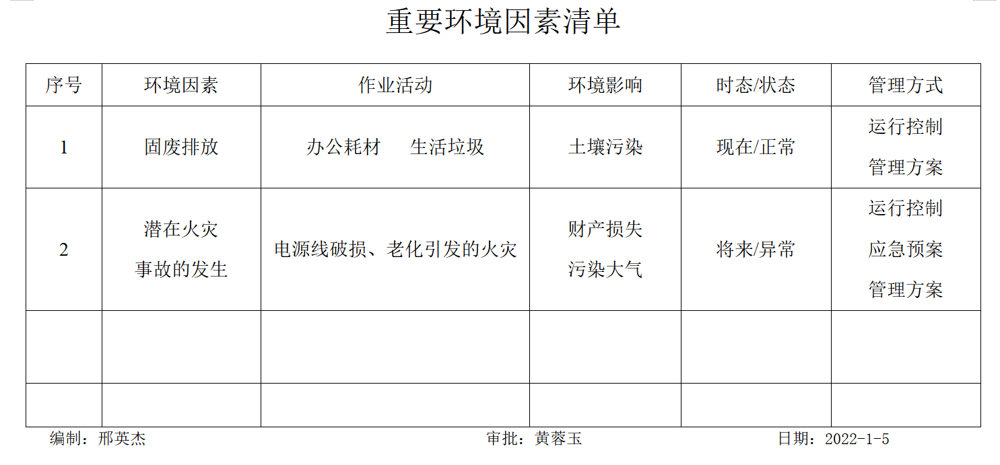 重要环境因素清单
序号 环境因素 作业活动 环境影响 时态/状态 管理方式
1 固废排放 办公耗材 生活垃圾 土壤污染 现在/正常 运行控制
管理方案
2 潜在火灾
事故的发生 电源线破损、老化引发的火灾 财产损失
污染大气 将来/异常 运行控制
应急预案
管理方案
编制：邢英杰 审批：黄蓉玉 日期：2022-1-5